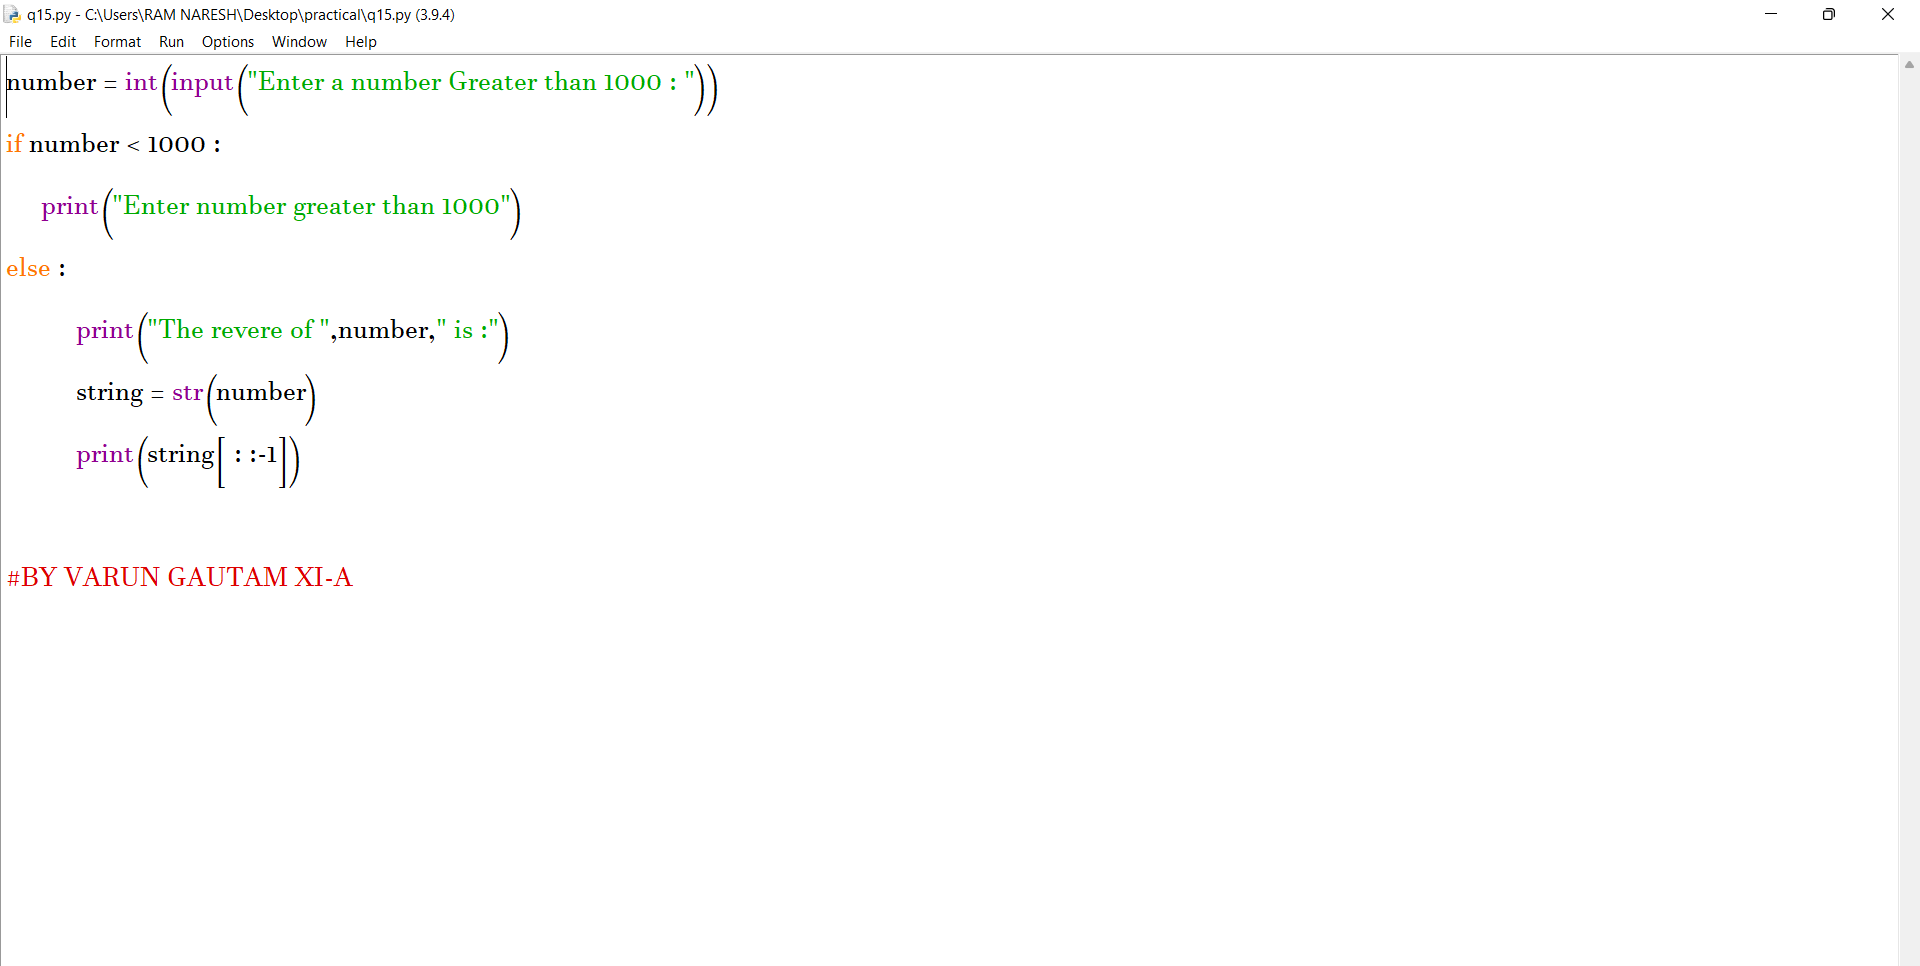 q15.py - C:\Users\RAM NARESH\Desktop\practical\q15.py (3.9.4)
File Edit Format Run Options Window Help
number = int(input("Enter a number Greater than 1000 : "))
if number < 1000 :
print("Enter number greater than 1000")
else :
print("The revere of ",number," is :")
string = str(number)
print(string[ : :-1])
#BY VARUN GAUTAM XI-A